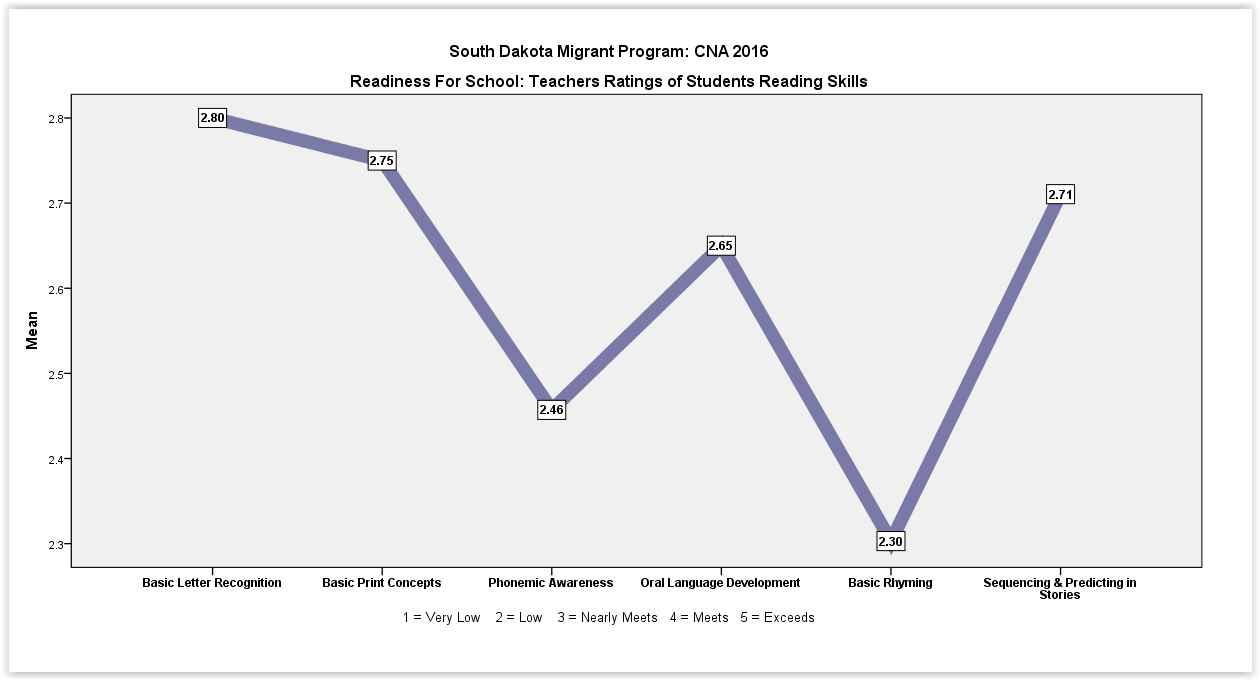 South Dakota Migrant Program: CNA 2016
Readiness For School: Teachers Ratings of Students Reading Skills
2.8
2.7
2.6
2.5
2.4
2.3
Mean
2.80
2.75
2.46
2.65
2.30
2.71
Basic Letter Recognition
Basic Print Concepts
Phonemic Awareness
Oral Language Development
Basic Rhyming
Sequencing & Predicting in
Stories
1 = Very Low 2 = Low 3 = Nearly Meets 4 = Meets 5 = Exceeds